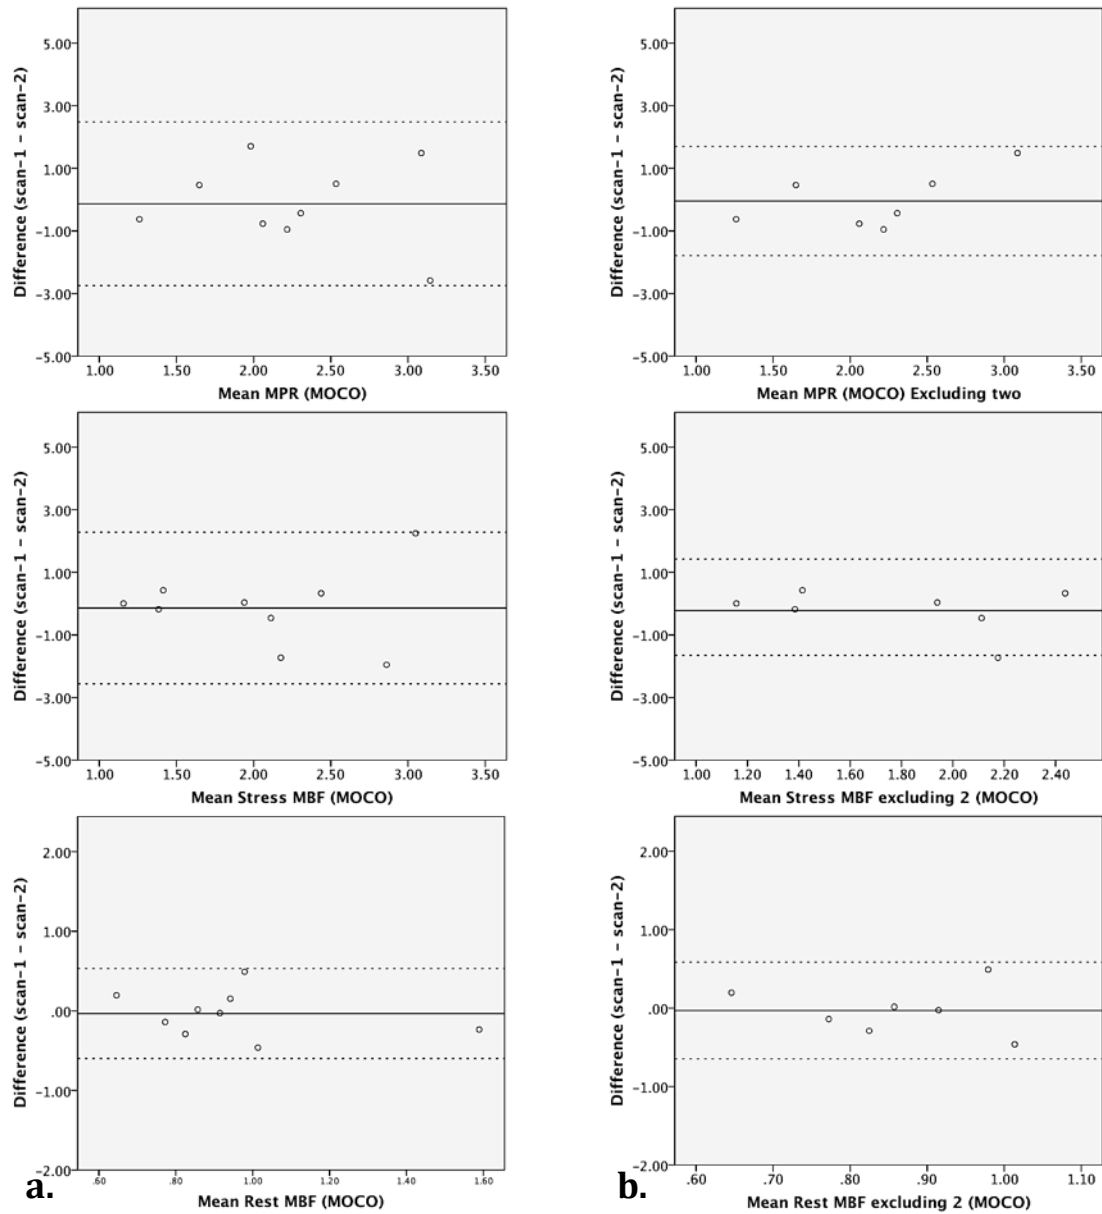 5.00
3.00
1.00
-1.00
-3.00
-5.00
Difference (scan-1 - scan-2)
1.00 1.50 2.00 2.50 3.00 3.50
Mean MPR (MOCO)
5.00
3.00
1.00
-1.00
-3.00
-5.00
Difference (scan-1 - scan-2)
1.00 1.50 2.00 2.50 3.00 3.50
Mean MPR (MOCO) Excluding two
5.00
3.00
1.00
-1.00
-3.00
-5.00
Difference (scan-1 - scan-2)
1.00 1.50 2.00 2.50 3.00 3.50
Mean Stress MBF (MOCO)
5.00
3.00
1.00
-1.00
-3.00
-5.00
Difference (scan-1 - scan-2)
1.00 1.20 1.40 1.60 1.80 2.00 2.20 2.40
Mean Stress MBF excluding 2 (MOCO)
2.00
1.00
.00
-1.00
-2.00
Difference (scan-1 - scan-2)
.60 .80 1.00 1.20 1.40 1.60
Mean Rest MBF (MOCO)
a.
2.00
1.00
.00
-1.00
-2.00
Difference (scan-1 - scan-2)
.60 .70 .80 .90 1.00 1.10
Mean Rest MBF excluding 2 (MOCO)
b.